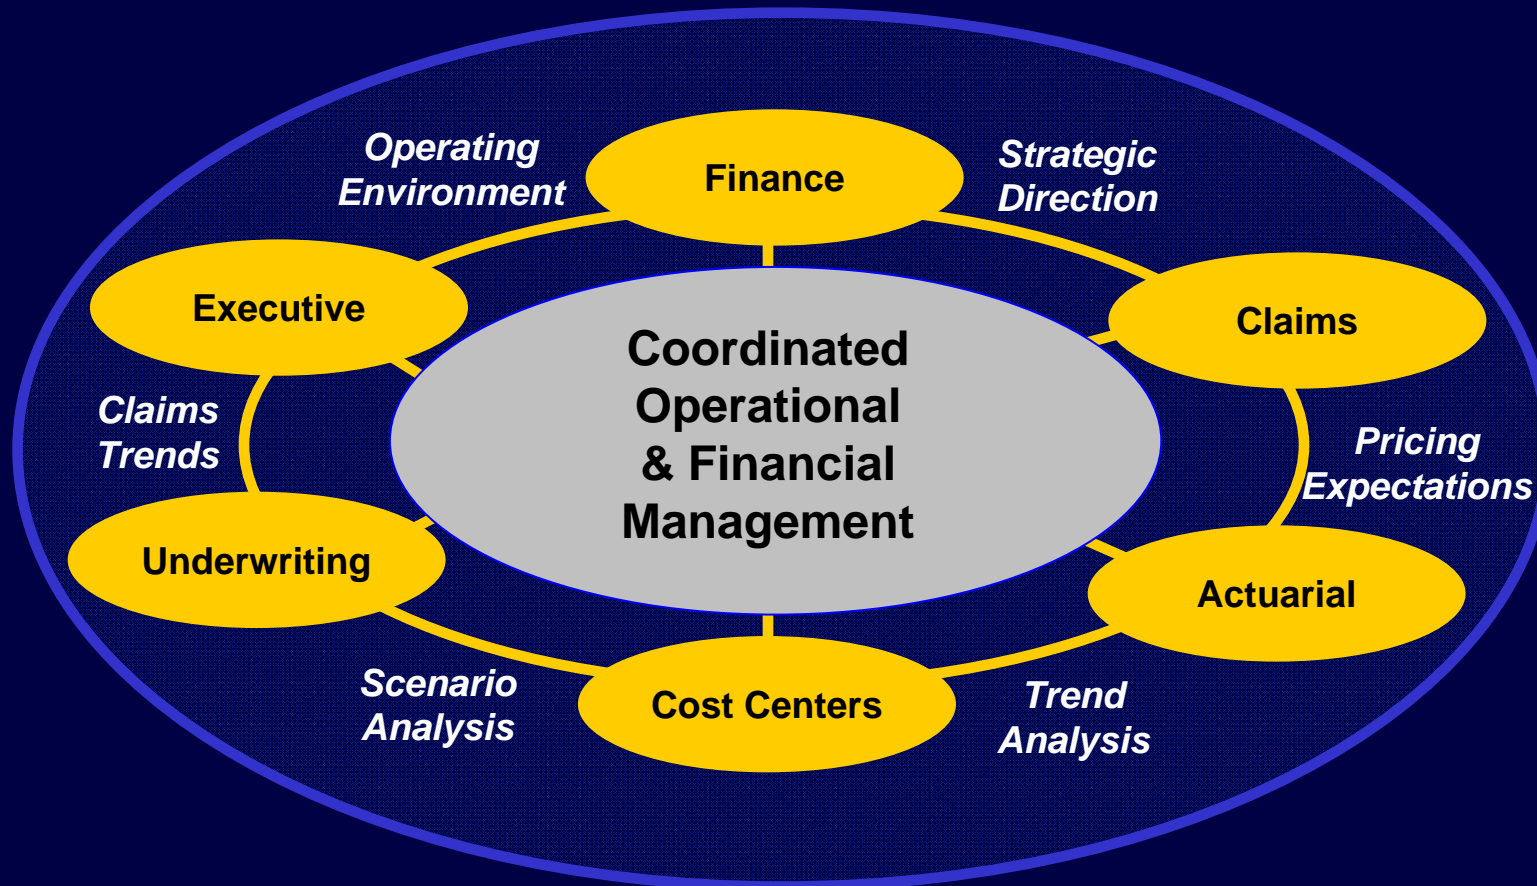 Operating
Environment
Finance
Strategic
Direction
Executive
Claims
Coordinated
Operational
& Financial
Management
Claims
Trends
Pricing
Expectations
Underwriting
Actuarial
Scenario
Analysis
Cost Centers
Trend
Analysis